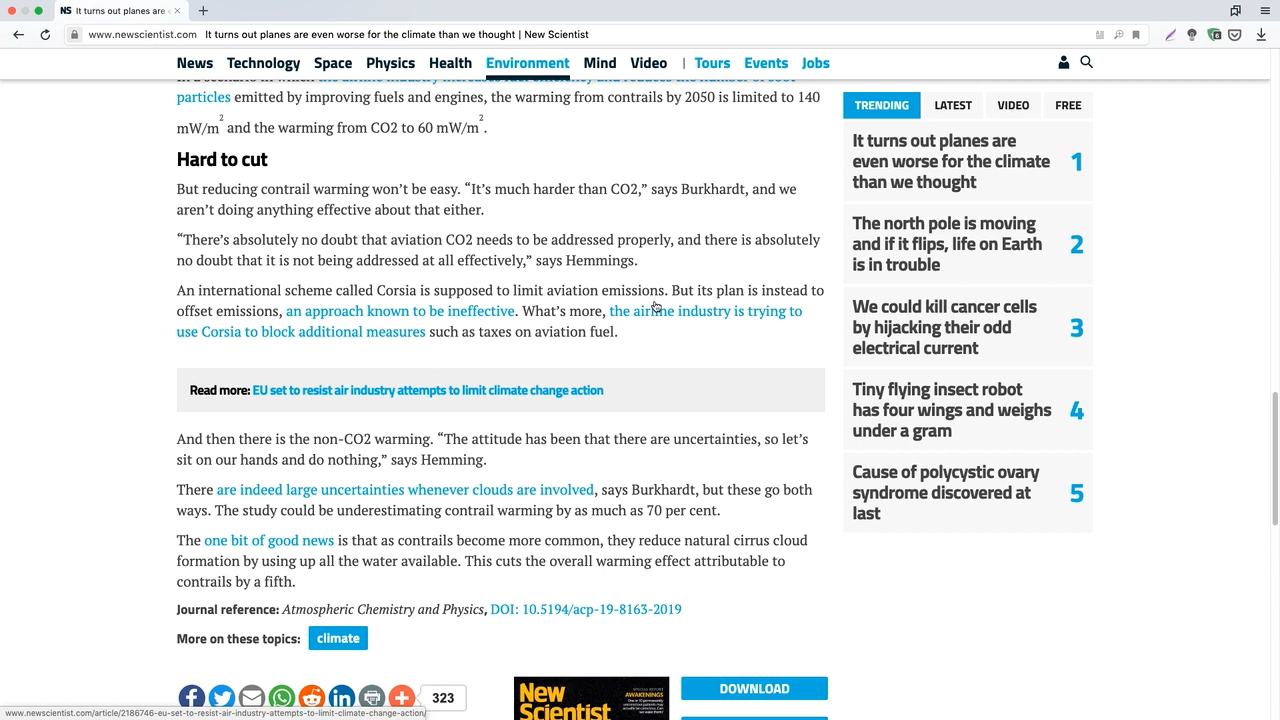 NS It turns out planes are
www.newscientist.com It turns out planes are even worse for the climate than we thought | New Scientist
News Technology Space Physics Health Environment Mind Video | Tours Events Jobs
particles emitted by improving fuels and engines, the warming from contrails by 2050 is limited to 140
mW/m2 and the warming from CO2 to 60 mW/m2.
Hard to cut
But reducing contrail warming won’t be easy. “It’s much harder than CO2,” says Burkhardt, and we
aren’t doing anything effective about that either.
“There’s absolutely no doubt that aviation CO2 needs to be addressed properly, and there is absolutely
no doubt that it is not being addressed at all effectively,” says Hemmings.
An international scheme called Corsia is supposed to limit aviation emissions. But its plan is instead to
offset emissions, an approach known to be ineffective. What’s more, the airline industry is trying to
use Corsia to block additional measures such as taxes on aviation fuel.
Read more: EU set to resist air industry attempts to limit climate change action
And then there is the non-CO2 warming. “The attitude has been that there are uncertainties, so let’s
sit on our hands and do nothing,” says Hemming.
There are indeed large uncertainties whenever clouds are involved, says Burkhardt, but these go both
ways. The study could be underestimating contrail warming by as much as 70 per cent.
The one bit of good news is that as contrails become more common, they reduce natural cirrus cloud
formation by using up all the water available. This cuts the overall warming effect attributable to
contrails by a fifth.
Journal reference: Atmospheric Chemistry and Physics, DOI: 10.5194/acp-19-8163-2019
More on these topics: climate
323
New
Scientist
AWAKENINGS
DOWNLOAD
TRENDING LATEST VIDEO FREE
It turns out planes are
even worse for the climate
than we thought
1
The north pole is moving
and if it flips, life on Earth
is in trouble
2
We could kill cancer cells
by hijacking their odd
electrical current
3
Tiny flying insect robot
has four wings and weighs
under a gram
4
Cause of polycystic ovary
syndrome discovered at
last
5
www.newscientist.com/article/2186746-eu-set-to-resist-air-industry-attempts-to-limit-climate-change-action/